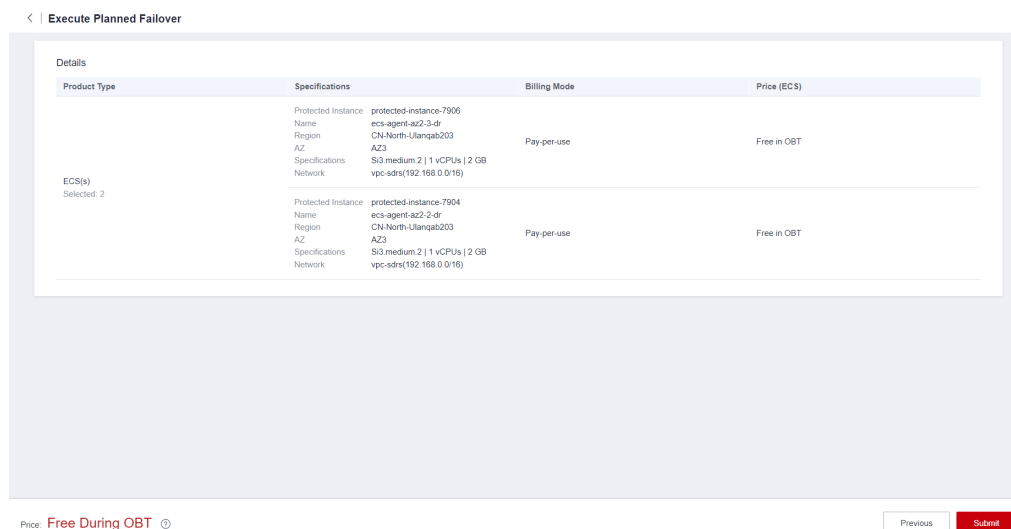 Execute Planned Failover
Details
Product Type Specifications Billing Mode Price (ECS)
ECS(s)
Selected: 2
Protected Instance protected-instance-7906
Name ecs-agent-az2-3-dr
Region CN-North-Ulanqab203
AZ AZ3
Specifications Si3.medium.2 | 1 vCPUs | 2 GB
Network vpc-sdrs(192.168.0.0/16)
Pay-per-use
Free in OBT
Protected Instance protected-instance-7904
Name ecs-agent-az2-2-dr
Region CN-North-Ulanqab203
AZ AZ3
Specifications Si3.medium.2 | 1 vCPUs | 2 GB
Network vpc-sdrs(192.168.0.0/16)
Pay-per-use
Free in OBT
Price: Free During OBT ?
Previous
Submit